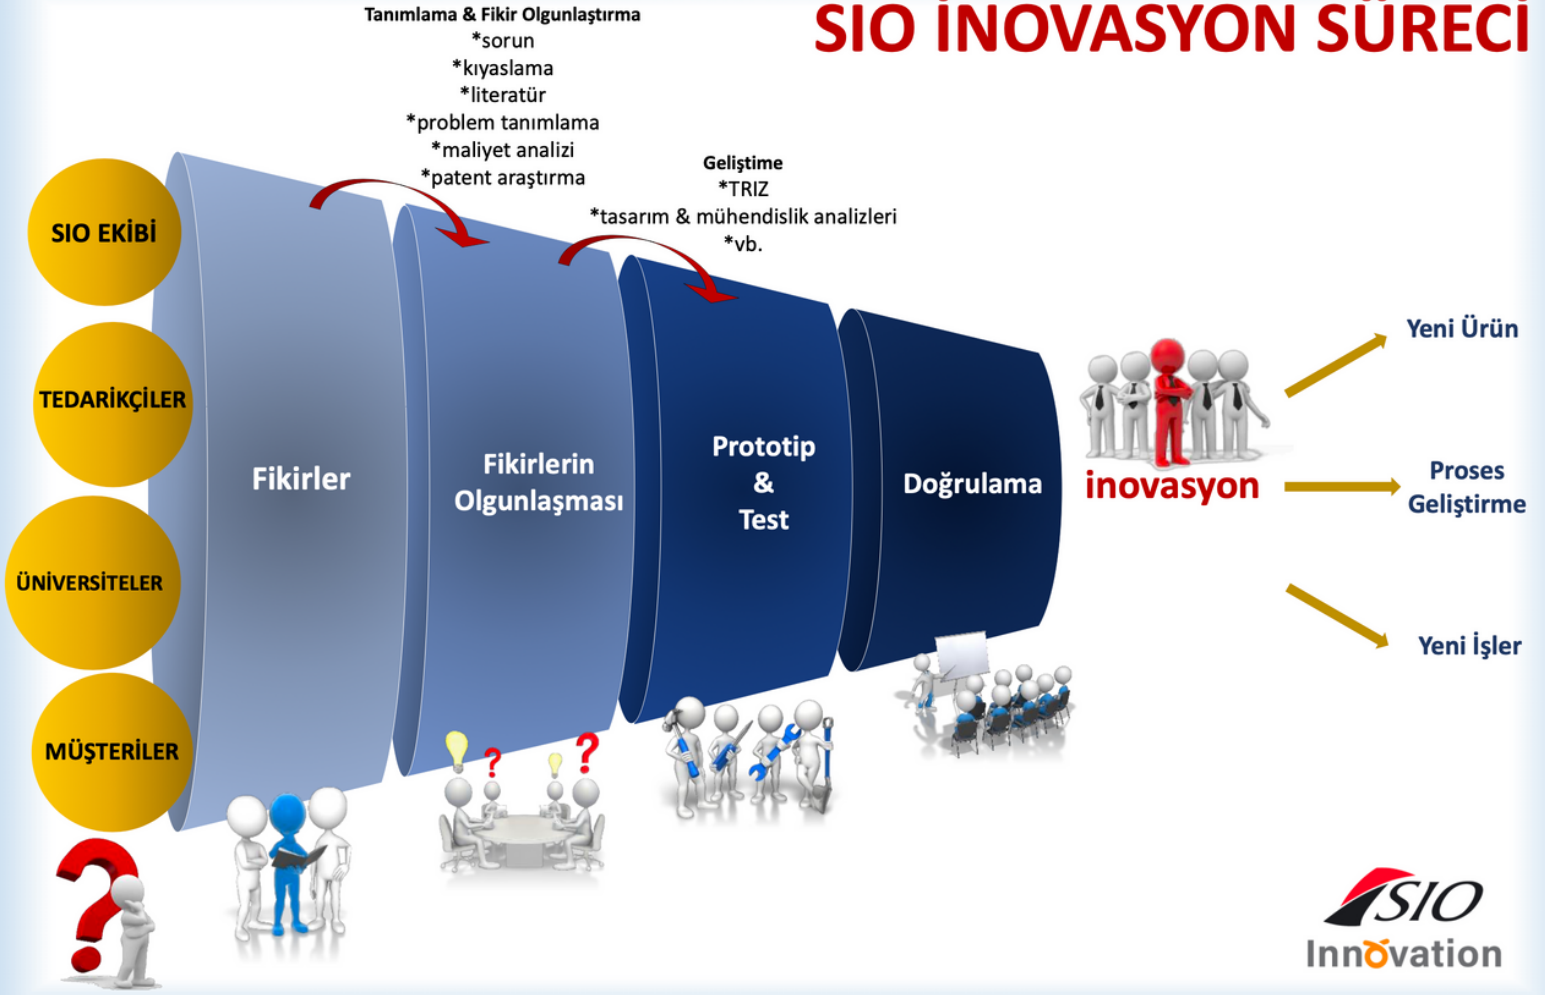 SIO İNOVASYON SÜRECİ
Tanımlama & Fikir Olgunlaştırma
*sorun
*kıyaslama
*literatür
*problem tanımlama
*maliyet analizi
*patent araştırma
Geliştime
*TRIZ
*tasarım & mühendislik analizleri
*vb.
SIO EKİBİ
TEDARİKÇİLER
ÜNİVERSİTELER
MÜŞTERİLER
Fikirler
Fikirlerin
Olgunlaşması
Prototip
&
Test
Doğrulama
inovasyon
Yeni Ürün
Proses
Geliştirme
Yeni İşler
SIO
Innovation